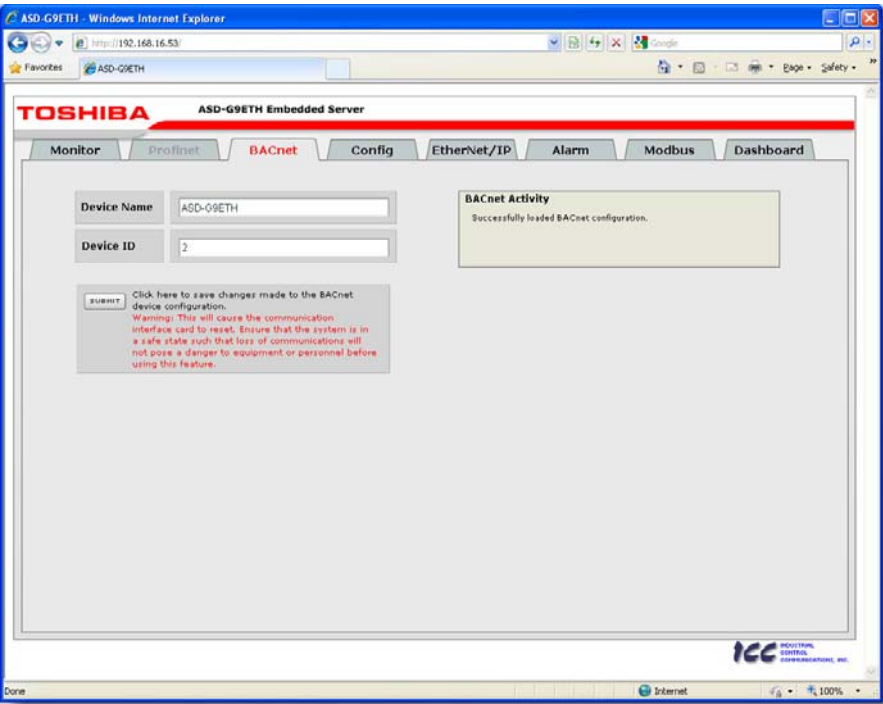 ASD-G9ETH - Windows Internet Explorer
http://192.168.16.53/
Google
Favorites
ASD-G9ETH
Page
Safety
TOSHIBA
ASD-G9ETH Embedded Server
Monitor
Profinet
BACnet
Config
EtherNet/IP
Alarm
Modbus
Dashboard
Device Name
ASD-G9ETH
Device ID
2
BACnet Activity
Successfully loaded BACnet configuration.
SUBMIT
Click here to save changes made to the BACnet
device configuration.
Warning: This will cause the communication
interface card to reset. Ensure that the system is in
a safe state such that loss of communications will
not pose a danger to equipment or personnel before
using this feature.
ICC
INDUSTRIAL
CONTROL
COMMUNICATIONS, INC.
Done
Internet
100%